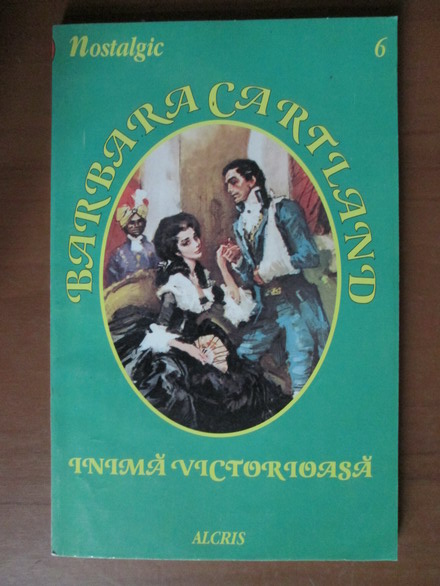 Nostalgic 6
BARBARA CARTLAND
INIMĂ VICTORIOASĂ
ALCRIS